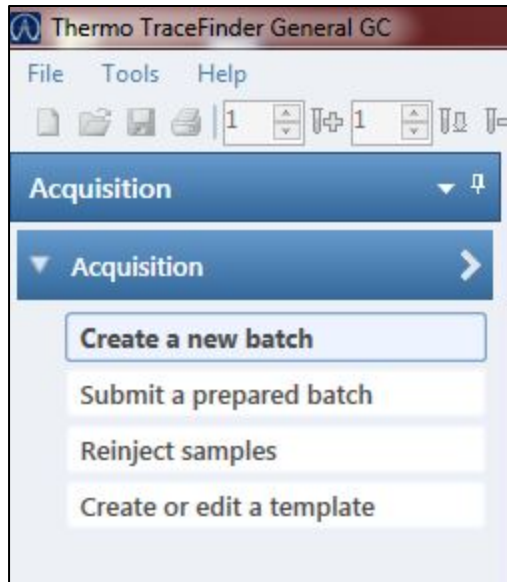 Thermo TraceFinder General GC
File Tools Help
1 1
Acquisition
Acquisition
Create a new batch
Submit a prepared batch
Reinject samples
Create or edit a template